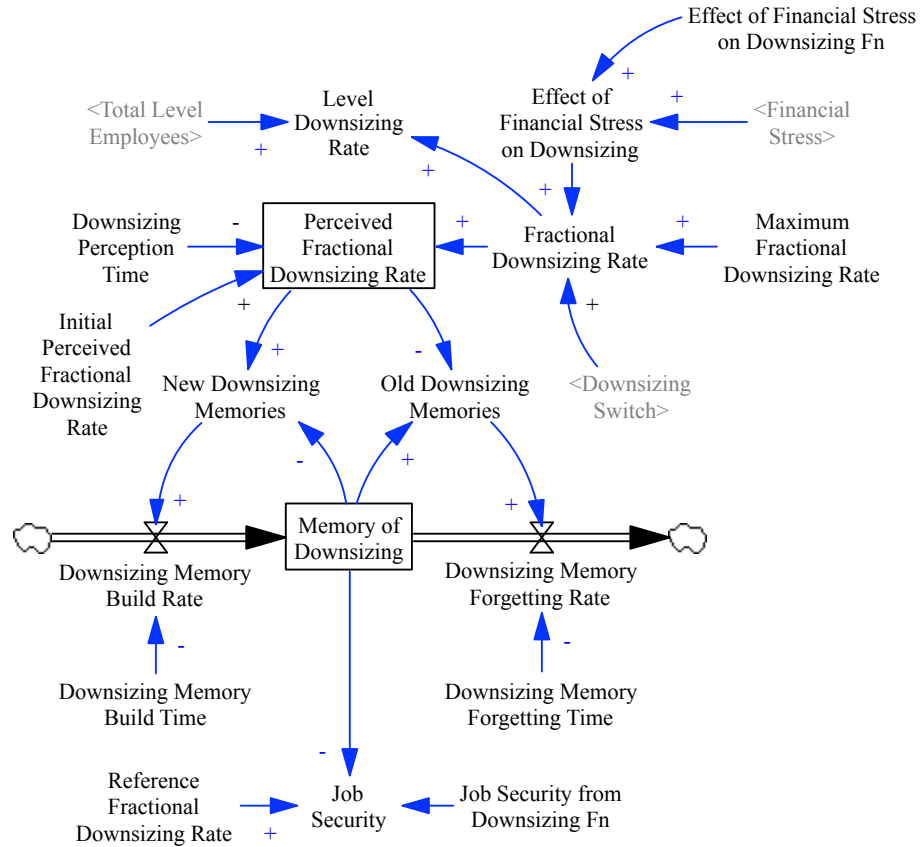 Effect of Financial Stress
on Downsizing Fn
+
<Total Level
Employees>
+
+
Level
Downsizing
Rate
+
Effect of
Financial Stress
on Downsizing
+
<Financial
Stress>
+
Downsizing
Perception
Time
-
Perceived
Fractional
Downsizing Rate
+
Fractional
Downsizing Rate
+
Maximum
Fractional
Downsizing Rate
+
+
Initial
Perceived
Fractional
Downsizing
Rate
+
-
New Downsizing
Memories
Old Downsizing
Memories
<Downsizing
Switch>
-
+
+
+
Memory of
Downsizing
Downsizing Memory
Build Rate
Downsizing Memory
Forgetting Rate
-
-
Downsizing Memory
Build Time
Downsizing Memory
Forgetting Time
-
Reference
Fractional
Downsizing Rate
+
Job
Security
Job Security from
Downsizing Fn